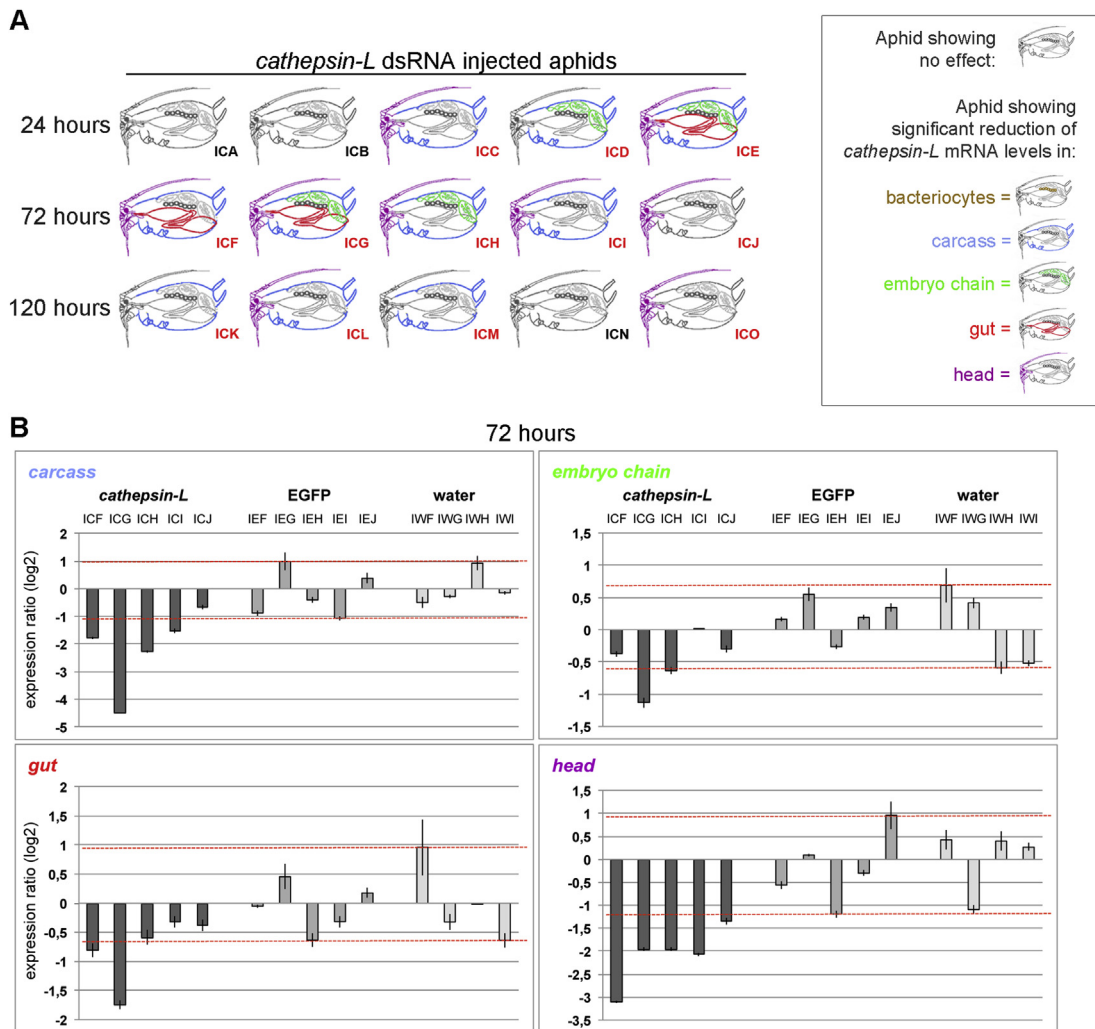 A
cathepsin-L dsRNA injected aphids
24 hours
ICA ICB ICC ICD ICE
72 hours
ICF ICG ICH ICI ICJ
120 hours
ICK ICL ICM ICN ICO
Aphid showing
no effect:
Aphid showing
significant reduction of
cathepsin-L mRNA levels in:
bacteriocytes =
carcass =
embryo chain =
gut =
head =
B
72 hours
carcass
cathepsin-L EGFP water
ICF ICG ICH ICI ICJ IEF IEG IEH IEI IEJ IWF IWG IWH IWI
expression ratio (log2)
2
1
0
-1
-2
-3
-4
-5
embryo chain
cathepsin-L EGFP water
ICF ICG ICH ICI ICJ IEF IEG IEH IEI IEJ IWF IWG IWH IWI
1,5
1
0,5
0
-0,5
-1
-1,5
gut
expression ratio (log2)
2
1,5
1
0,5
0
-0,5
-1
-1,5
-2
head
1,5
1
0,5
0
-0,5
-1
-1,5
-2
-2,5
-3
-3,5